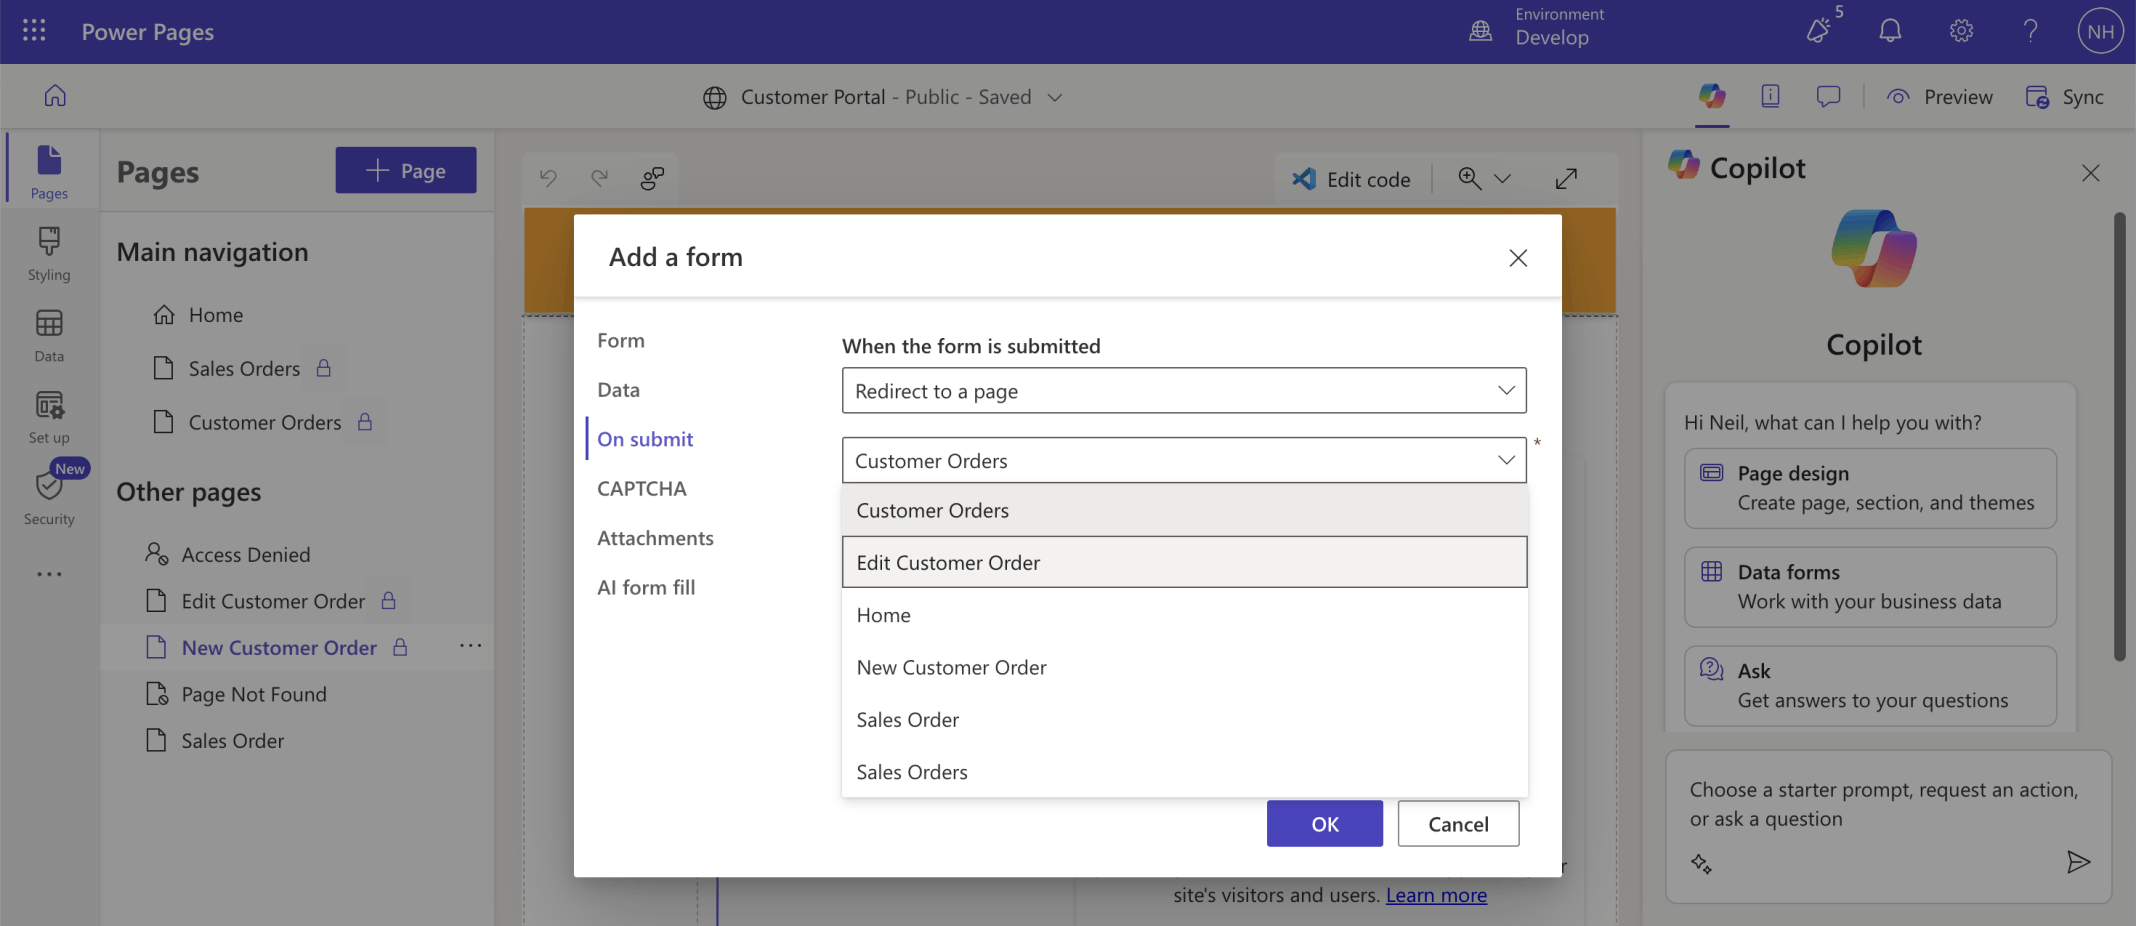 Power Pages
Environment
Develop
5
NH
Customer Portal - Public - Saved
Preview
Sync
Pages
Styling
Data
Set up
New
Security
Pages
Page
Main navigation
Home
Sales Orders
Customer Orders
Other pages
Access Denied
Edit Customer Order
New Customer Order
Page Not Found
Sales Order
Edit code
Add a form
Form
Data
On submit
CAPTCHA
Attachments
AI form fill
When the form is submitted
Redirect to a page
Customer Orders
*
Customer Orders
Edit Customer Order
Home
New Customer Order
Sales Order
Sales Orders
OK
Cancel
site's visitors and users. Learn more
Copilot
Copilot
Hi Neil, what can I help you with?
Page design
Create page, section, and themes
Data forms
Work with your business data
Ask
Get answers to your questions
Choose a starter prompt, request an action,
or ask a question